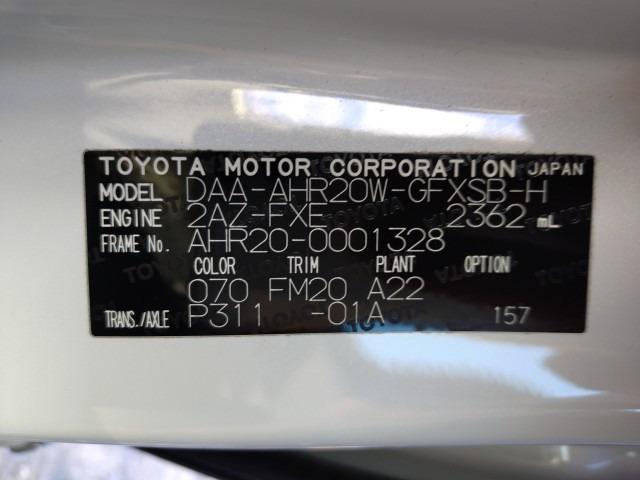 TOYOTA MOTOR CORPORATION JAPAN
MODEL DAA-AHR20W-GFXSB-H
ENGINE 2AZ-FXE 2362 mL
FRAME No. AHR20-0001328
COLOR TRIM PLANT OPTION
070 FM20 A22
TRANS./AXLE P311 -01A 157